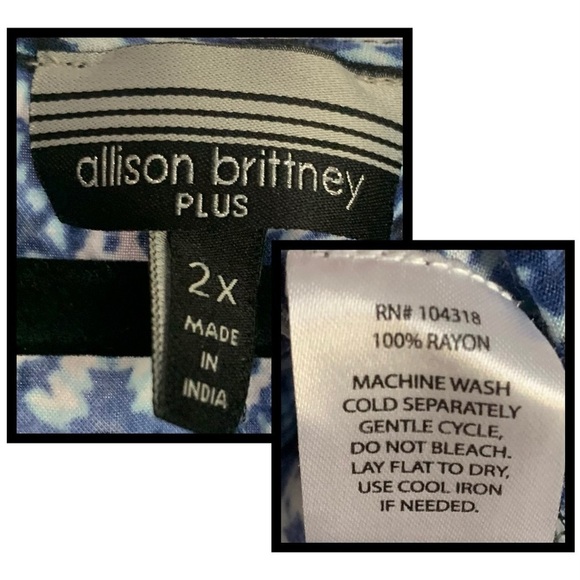 allison brittney
PLUS
2X
MADE
IN
INDIA
RN# 104318
100% RAYON
MACHINE WASH
COLD SEPARATELY
GENTLE CYCLE,
DO NOT BLEACH.
LAY FLAT TO DRY,
USE COOL IRON
IF NEEDED.